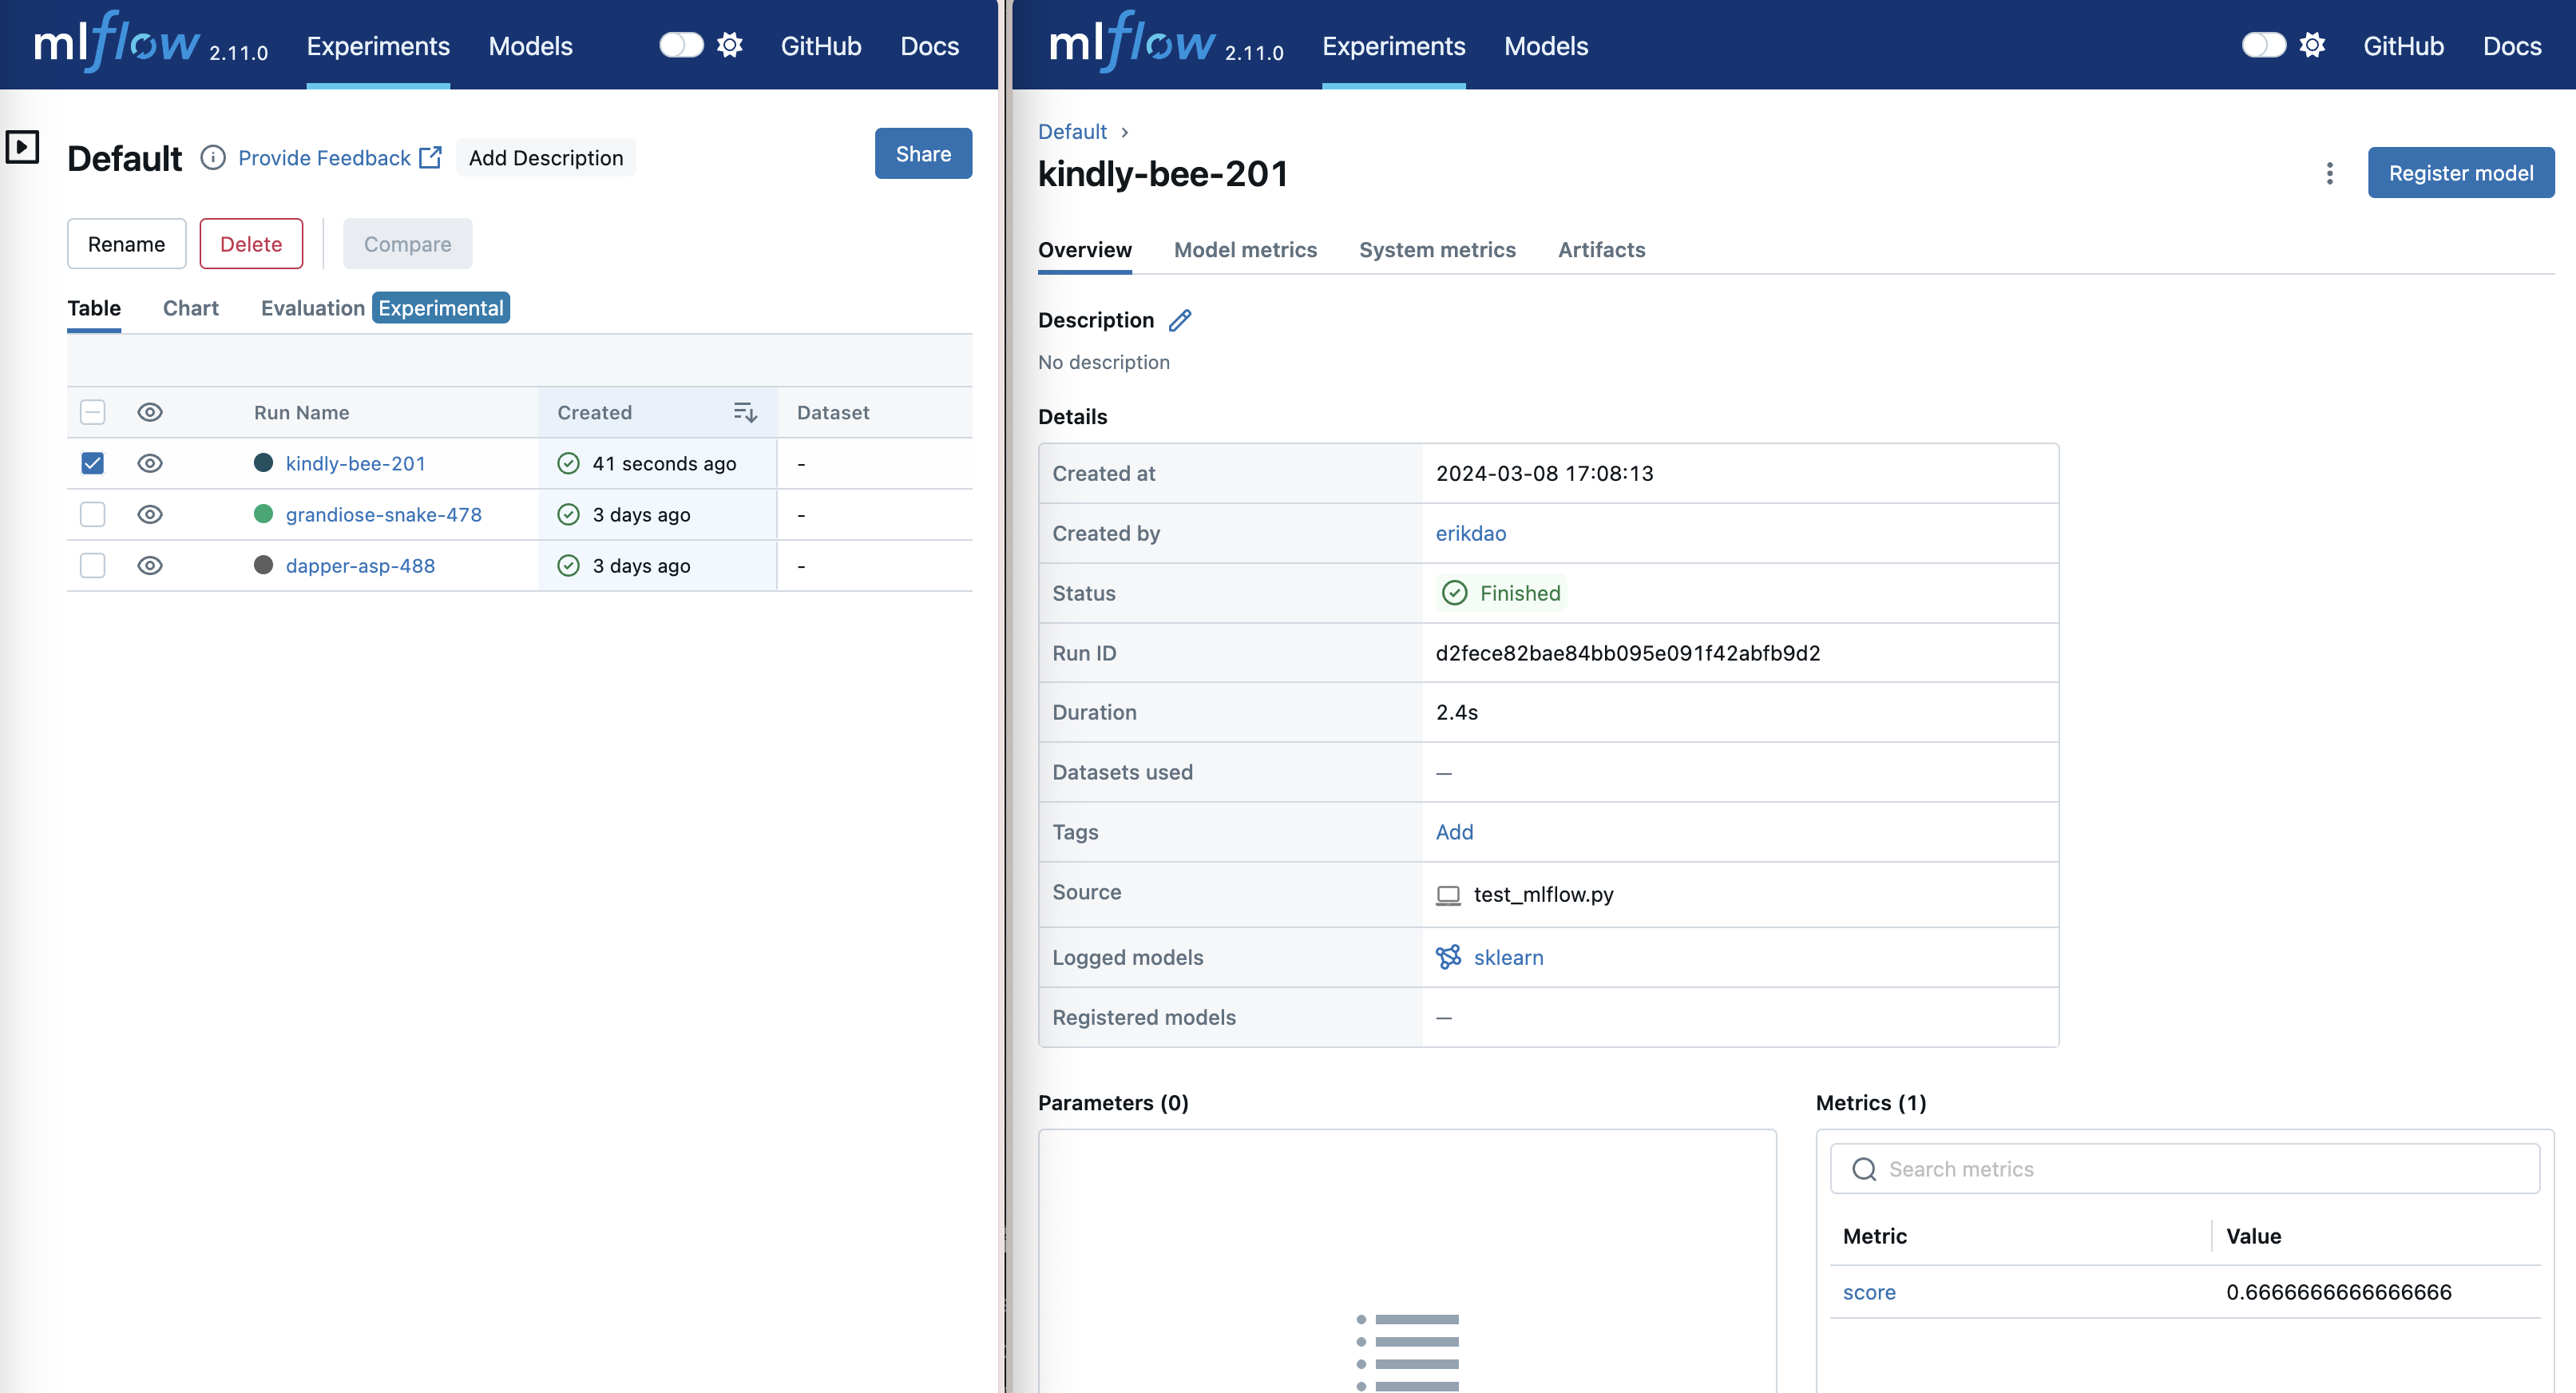 mlflow 2.11.0 Experiments Models GitHub Docs
Default Provide Feedback Add Description Share
Rename Delete Compare
Table Chart Evaluation Experimental
Run Name Created Dataset
kindly-bee-201 41 seconds ago -
grandiose-snake-478 3 days ago -
dapper-asp-488 3 days ago -
mlflow 2.11.0 Experiments Models GitHub Docs
Default
kindly-bee-201 Register model
Overview Model metrics System metrics Artifacts
Description
No description
Details
Created at 2024-03-08 17:08:13
Created by erikdao
Status Finished
Run ID d2fece82bae84bb095e091f42abfb9d2
Duration 2.4s
Datasets used —
Tags Add
Source test_mlflow.py
Logged models sklearn
Registered models —
Parameters (0) Metrics (1)
Search metrics
Metric Value
score 0.6666666666666666